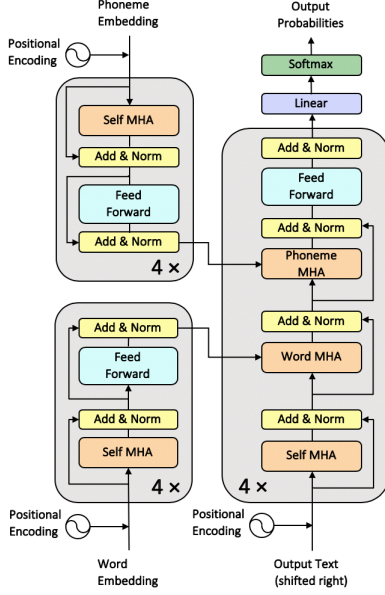 Phoneme
Embedding
Positional
Encoding
Self MHA
Add & Norm
Feed
Forward
Add & Norm
4 ×
Add & Norm
Feed
Forward
Add & Norm
Self MHA
4 ×
Positional
Encoding
Word
Embedding
Output
Probabilities
Softmax
Linear
Add & Norm
Feed
Forward
Add & Norm
Phoneme
MHA
Add & Norm
Word MHA
Add & Norm
Self MHA
4 ×
Positional
Encoding
Output Text
(shifted right)